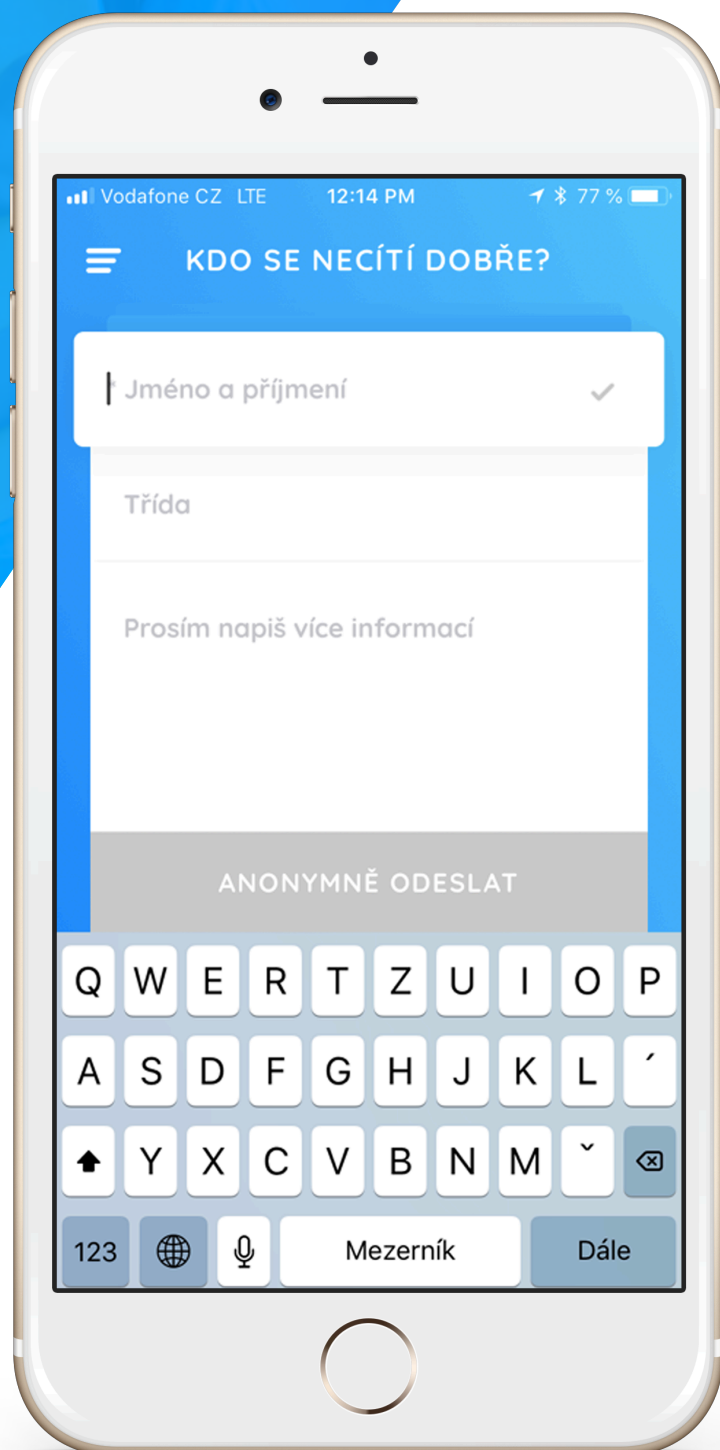 Vodafone CZ LTE 12:14 PM 77 %
KDO SE NECÍTÍ DOBŘE?
Jméno a příjmení
Třída
Prosím napiš více informací
ANONYMNĚ ODESLAT
Q W E R T Z U I O P
A S D F G H J K L ´
Y X C V B N M ˇ
123 Mezerník Dále